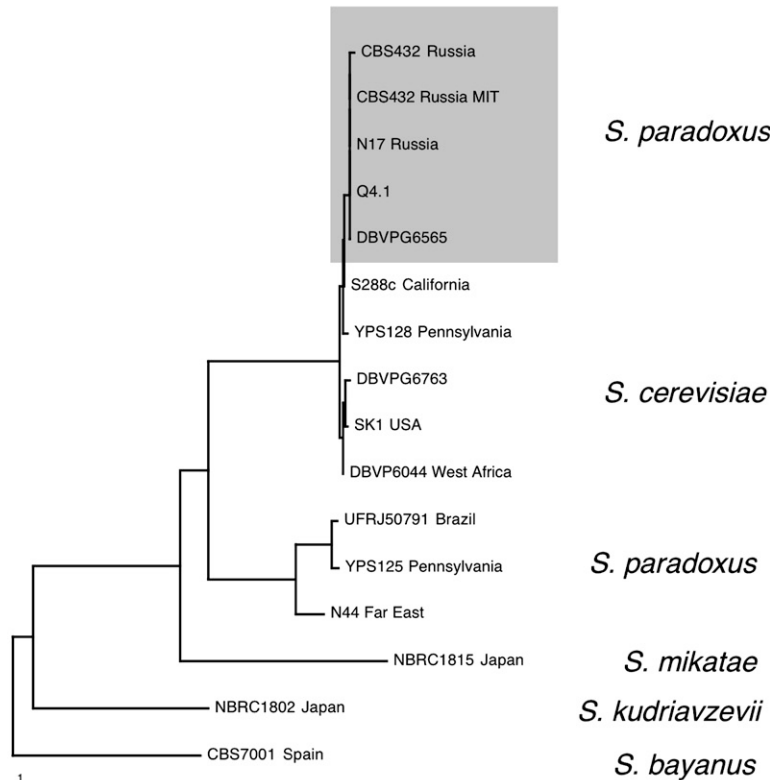 CBS432 Russia
CBS432 Russia MIT
S. paradoxus
N17 Russia
Q4.1
DBVPG6565
S288c California
YPS128 Pennsylvania
DBVPG6763
S. cerevisiae
SK1 USA
DBVP6044 West Africa
UFRJ50791 Brazil
YPS125 Pennsylvania
S. paradoxus
N44 Far East
NBRC1815 Japan
S. mikatae
NBRC1802 Japan
S. kudriavzevii
CBS7001 Spain
S. bayanus
1